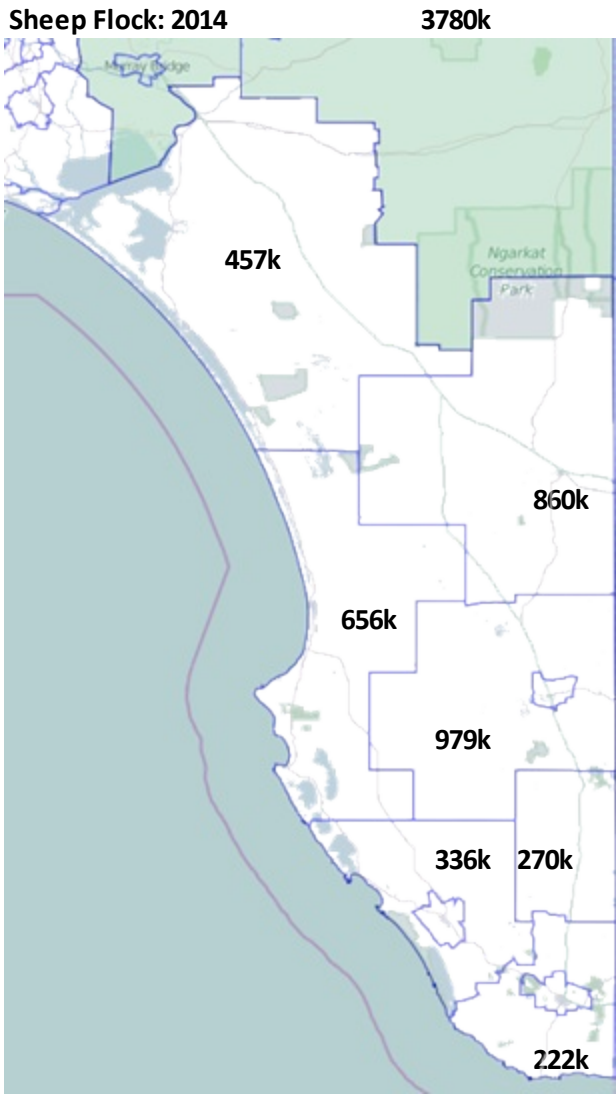 Sheep Flock: 2014 3780k
Murray Bridge
457k
Ngarkat
Conservation
Park
860k
656k
979k
336k 270k
222k